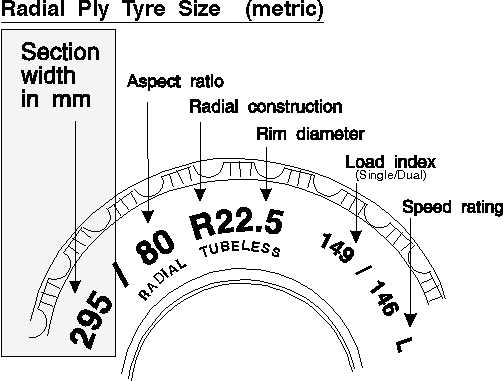 Radial Ply Tyre Size (metric)
Section
width
in mm
Aspect ratio
Radial construction
Rim diameter
Load index
(Single/Dual)
Speed rating
295 / 80 R22.5 149 / 146 L
RADIAL TUBELESS